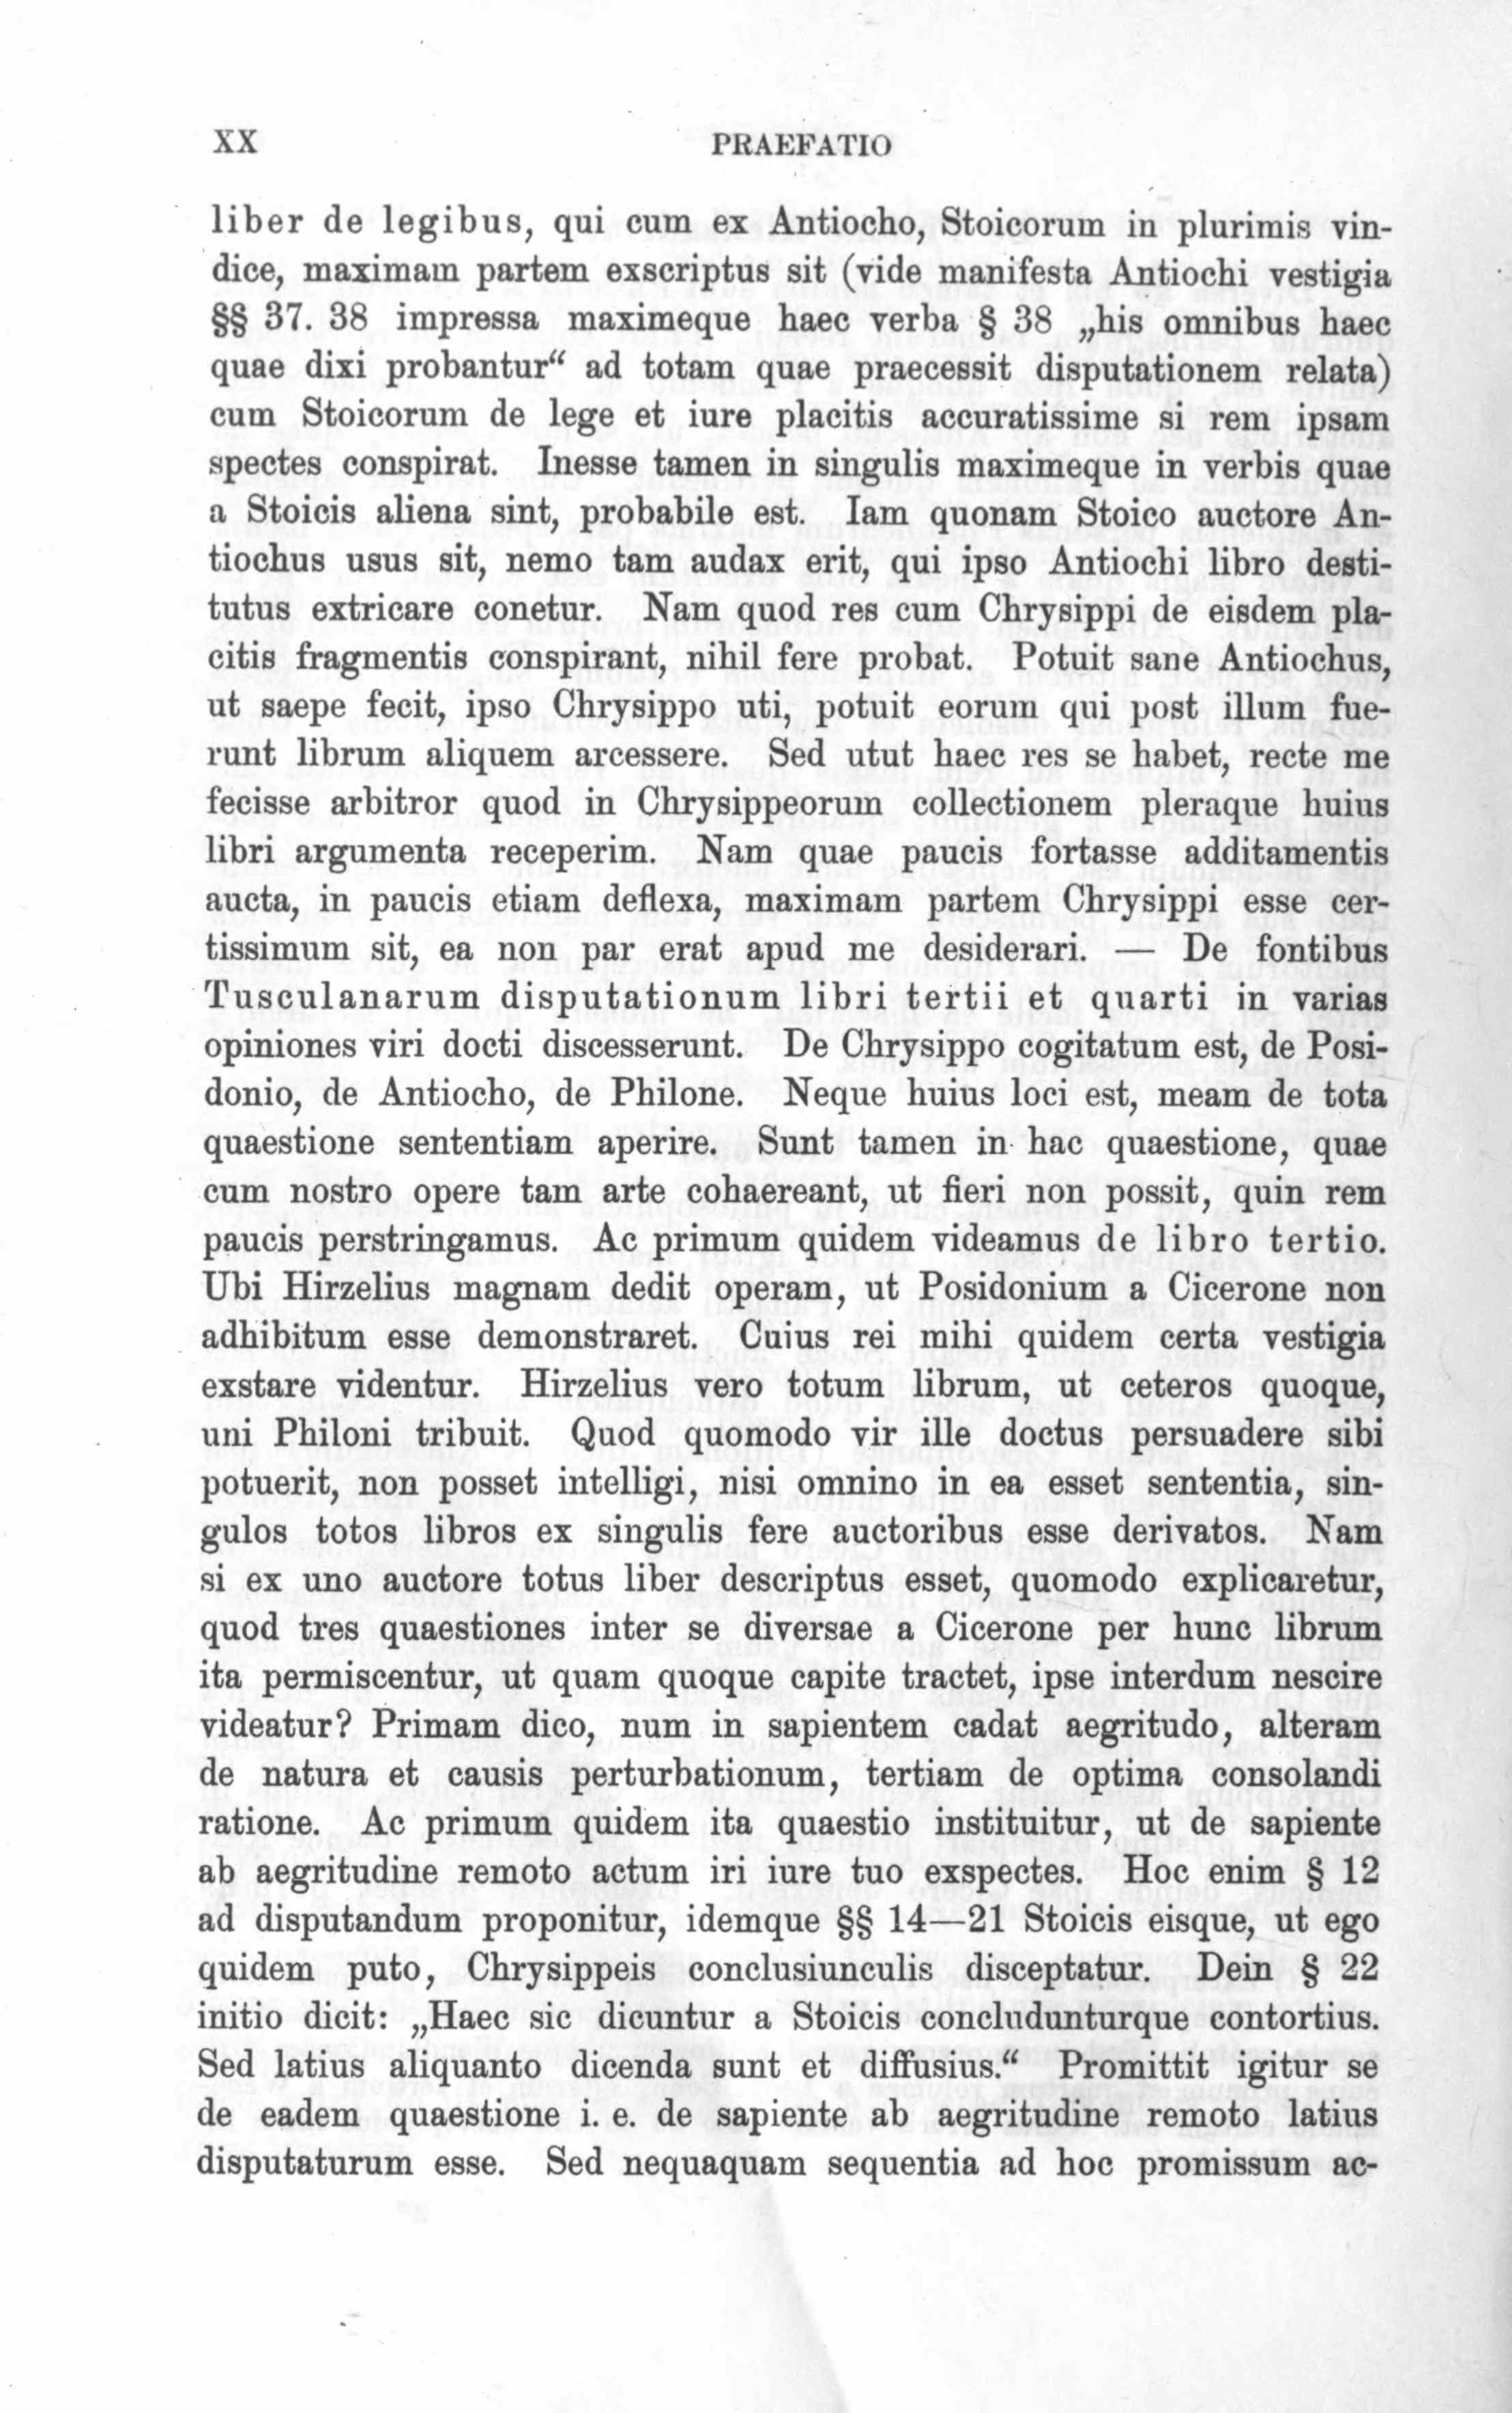 XX PRAEFATIO
liber de legibus, qui cum ex Antiocho, Stoicorum in plurimis vin-
dice, maximam partem exscriptus sit (vide manifesta Antiochi vestigia
§§ 37. 38 impressa maximeque haec verba § 38 „his omnibus haec
quae dixi probantur“ ad totam quae praecessit disputationem relata)
cum Stoicorum de lege et iure placitis accuratissime si rem ipsam
spectes conspirat. Inesse tamen in singulis maximeque in verbis quae
a Stoicis aliena sint, probabile est. Iam quonam Stoico auctore An-
tiochus usus sit, nemo tam audax erit, qui ipso Antiochi libro desti-
tutus extricare conetur. Nam quod res cum Chrysippi de eisdem pla-
citis fragmentis conspirant, nihil fere probat. Potuit sane Antiochus,
ut saepe fecit, ipso Chrysippo uti, potuit eorum qui post illum fue-
runt librum aliquem arcessere. Sed utut haec res se habet, recte me
fecisse arbitror quod in Chrysippeorum collectionem pleraque huius
libri argumenta receperim. Nam quae paucis fortasse additamentis
aucta, in paucis etiam deflexa, maximam partem Chrysippi esse cer-
tissimum sit, ea non par erat apud me desiderari. — De fontibus
Tusculanarum disputationum libri tertii et quarti in varias
opiniones viri docti discesserunt. De Chrysippo cogitatum est, de Posi-
donio, de Antiocho, de Philone. Neque huius loci est, meam de tota
quaestione sententiam aperire. Sunt tamen in hac quaestione, quae
cum nostro opere tam arte cohaereant, ut fieri non possit, quin rem
paucis perstringamus. Ac primum quidem videamus de libro tertio.
Ubi Hirzelius magnam dedit operam, ut Posidonium a Cicerone non
adhibitum esse demonstraret. Cuius rei mihi quidem certa vestigia
exstare videntur. Hirzelius vero totum librum, ut ceteros quoque,
uni Philoni tribuit. Quod quomodo vir ille doctus persuadere sibi
potuerit, non posset intelligi, nisi omnino in ea esset sententia, sin-
gulos totos libros ex singulis fere auctoribus esse derivatos. Nam
si ex uno auctore totus liber descriptus esset, quomodo explicaretur,
quod tres quaestiones inter se diversae a Cicerone per hunc librum
ita permiscentur, ut quam quoque capite tractet, ipse interdum nescire
videatur? Primam dico, num in sapientem cadat aegritudo, alteram
de natura et causis perturbationum, tertiam de optima consolandi
ratione. Ac primum quidem ita quaestio instituitur, ut de sapiente
ab aegritudine remoto actum iri iure tuo exspectes. Hoc enim § 12
ad disputandum proponitur, idemque §§ 14—21 Stoicis eisque, ut ego
quidem puto, Chrysippeis conclusiunculis disceptatur. Dein § 22
initio dicit: „Haec sic dicuntur a Stoicis concludunturque contortius.
Sed latius aliquanto dicenda sunt et diffusius.“ Promittit igitur se
de eadem quaestione i. e. de sapiente ab aegritudine remoto latius
disputaturum esse. Sed nequaquam sequentia ad hoc promissum ac-